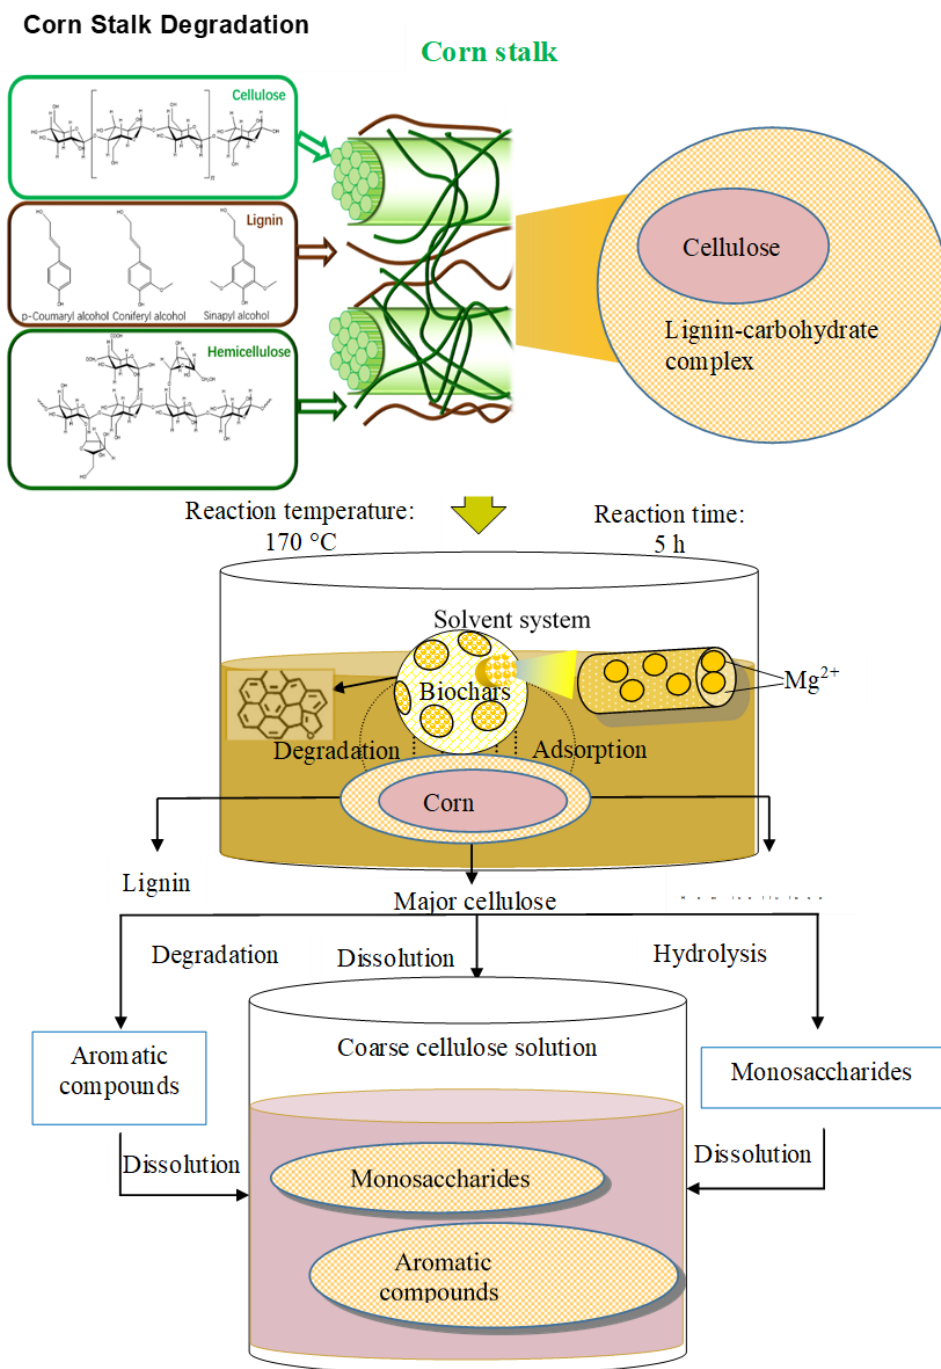 Corn Stalk Degradation
Corn stalk
Cellulose
n
Lignin
p-Coumaryl alcohol
Coniferyl alcohol
Sinapyl alcohol
Hemicellulose
Cellulose
Lignin-carbohydrate
complex
Reaction temperature:
170 °C
Reaction time:
5 h
Solvent system
Biochars
Mg²⁺
Degradation
Adsorption
Corn
Lignin
Major cellulose
Degradation
Dissolution
Hydrolysis
Aromatic
compounds
Coarse cellulose solution
Monosaccharides
Dissolution
Dissolution
Monosaccharides
Aromatic
compounds